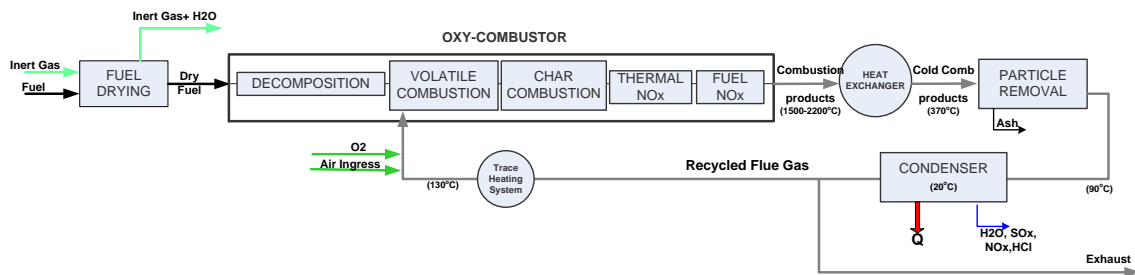 Inert Gas+ H2O
OXY-COMBUSTOR
Inert Gas
Fuel
FUEL
DRYING
Dry
Fuel
DECOMPOSITION
VOLATILE
COMBUSTION
CHAR
COMBUSTION
THERMAL
NOx
FUEL
NOx
Combustion
products
(1500-2200°C)
HEAT
EXCHANGER
Cold Comb
products
(370°C)
PARTICLE
REMOVAL
Ash
O2
Air Ingress
(130°C)
Trace
Heating
System
Recycled Flue Gas
CONDENSER
(20°C)
(90°C)
Q
H2O, SOx,
NOx,HCl
Exhaust